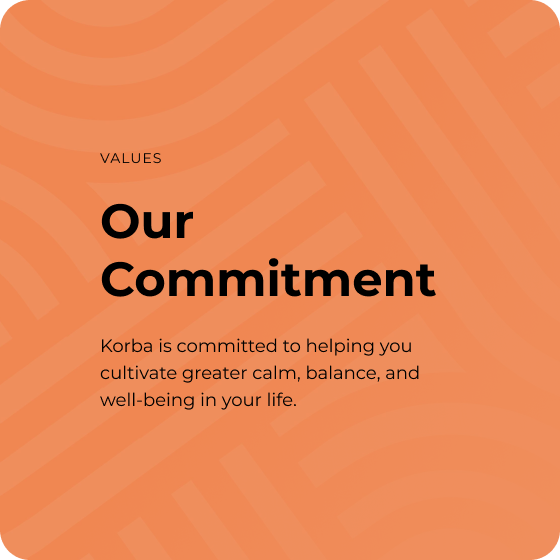 VALUES
Our
Commitment
Korba is committed to helping you
cultivate greater calm, balance, and
well-being in your life.